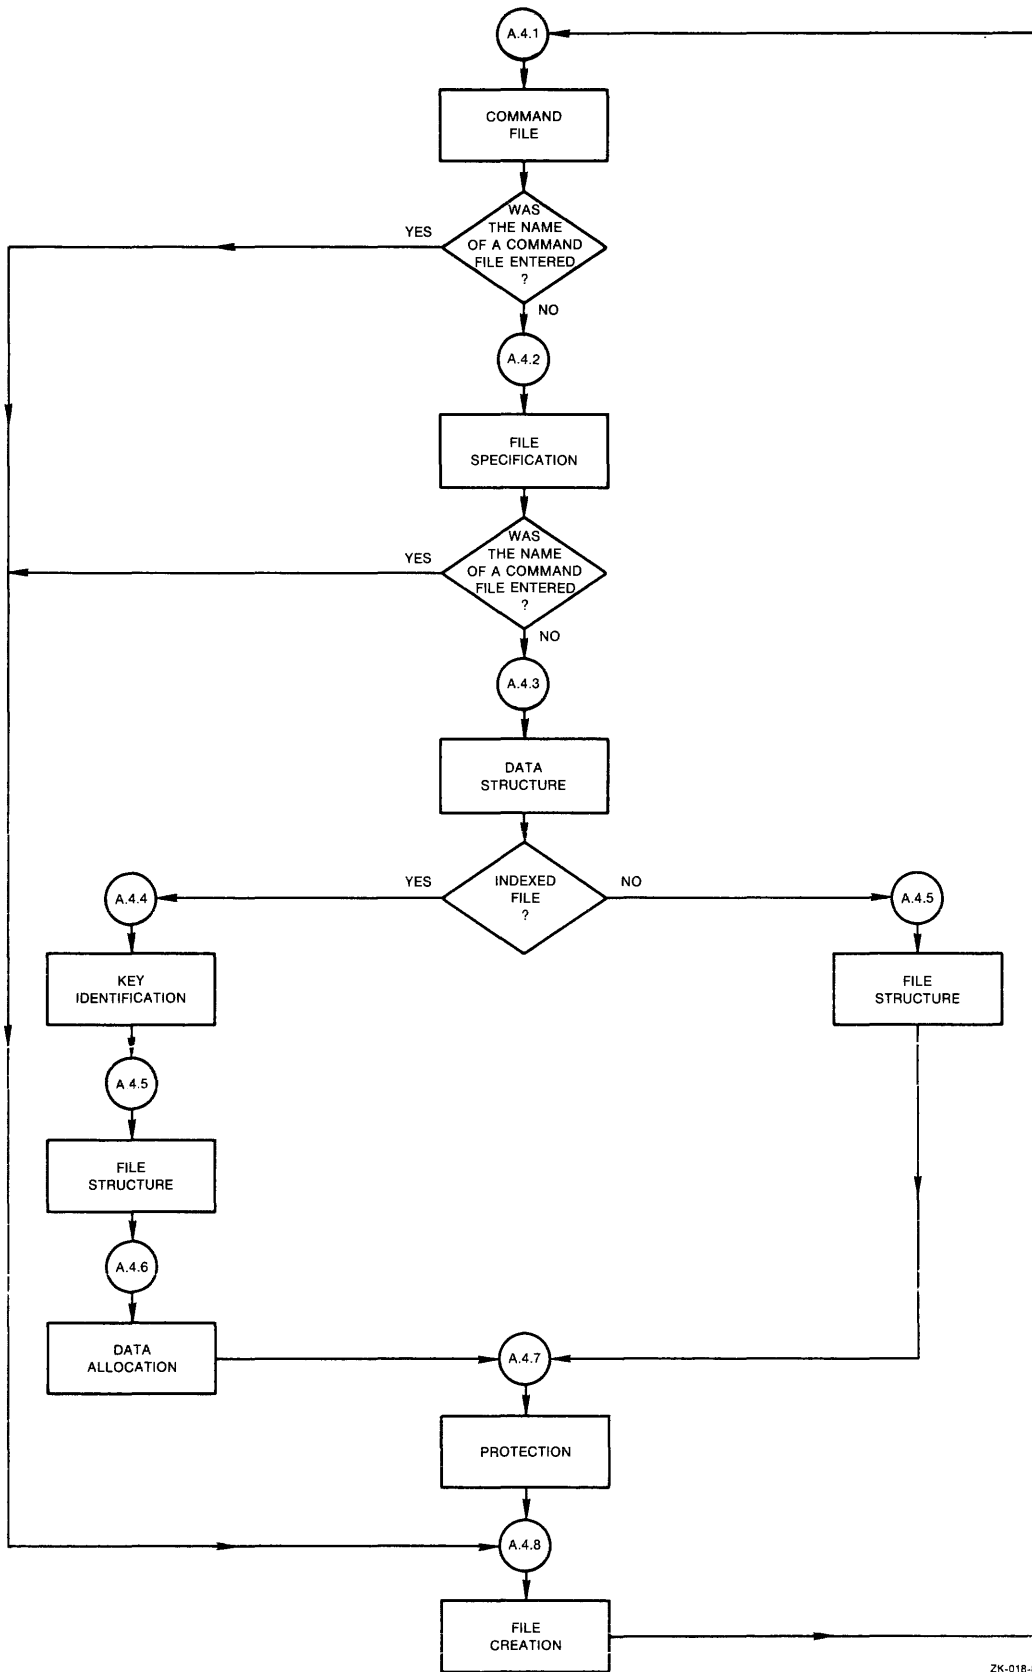 A.4.1
COMMAND
FILE
WAS
THE NAME
OF A COMMAND
FILE ENTERED
?
YES
NO
A.4.2
FILE
SPECIFICATION
WAS
THE NAME
OF A COMMAND
FILE ENTERED
?
YES
NO
A.4.3
DATA
STRUCTURE
INDEXED
FILE
?
YES
NO
A.4.4
A.4.5
KEY
IDENTIFICATION
FILE
STRUCTURE
A 4.5
FILE
STRUCTURE
A.4.6
DATA
ALLOCATION
A.4.7
PROTECTION
A.4.8
FILE
CREATION